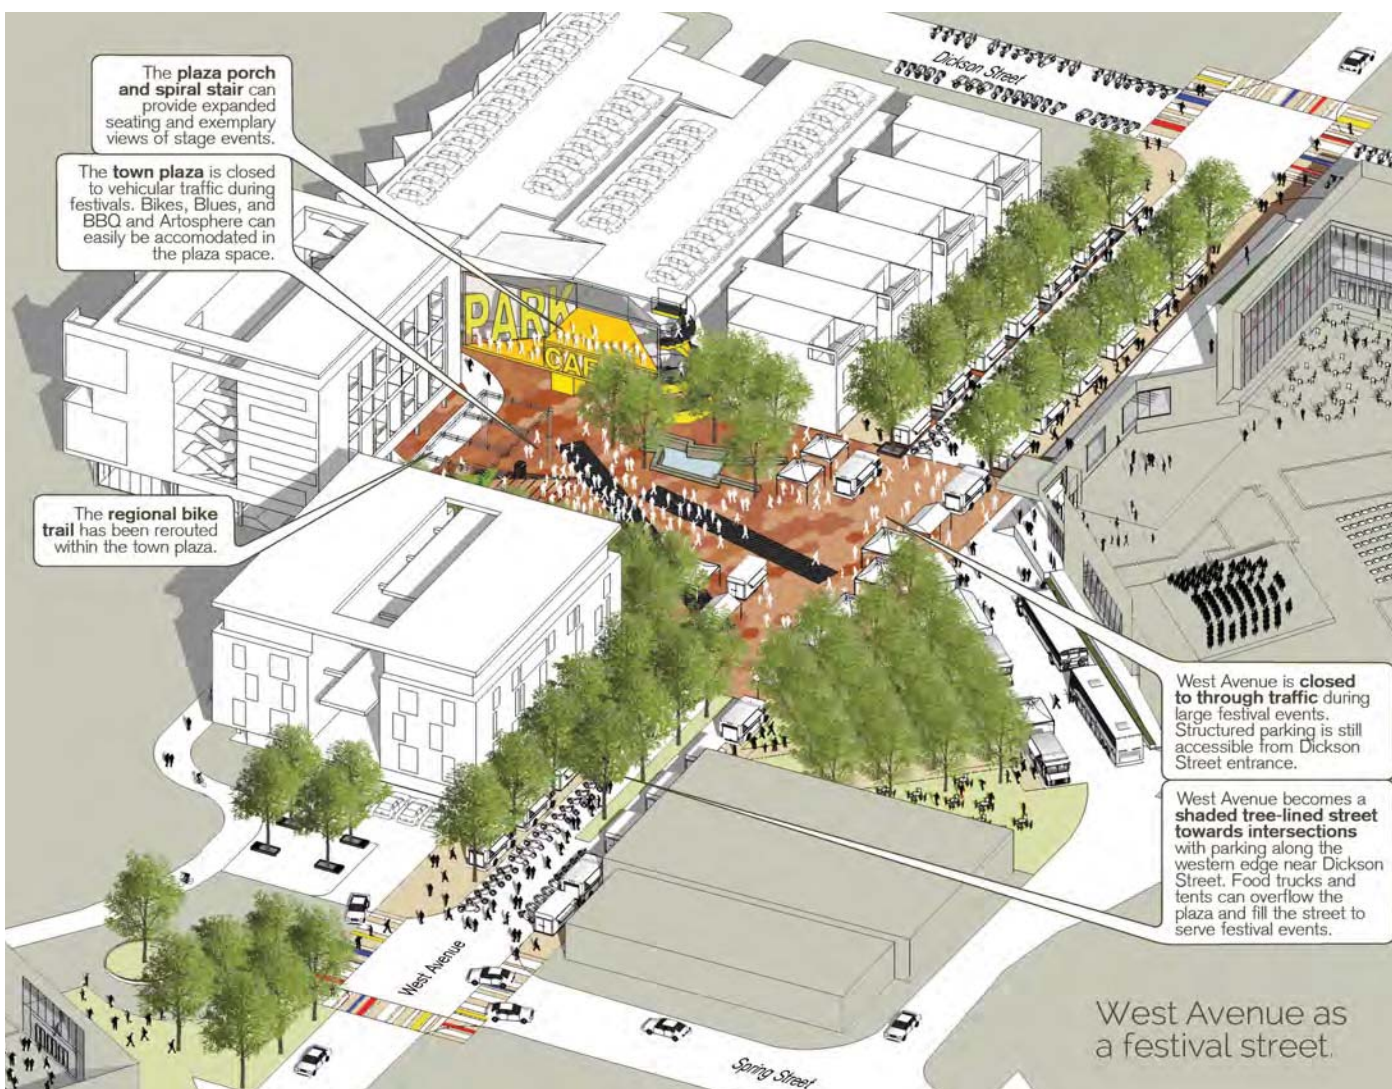 The plaza porch
and spiral stair can
provide expanded
seating and exemplary
views of stage events.
The town plaza is closed
to vehicular traffic during
festivals. Bikes, Blues, and
BBQ and Artosphere can
easily be accomodated in
the plaza space.
The regional bike
trail has been rerouted
within the town plaza.
Dickson Street
PARK
CAF
West Avenue is closed
to through traffic during
large festival events.
Structured parking is still
accessible from Dickson
Street entrance.
West Avenue becomes a
shaded tree-lined street
towards intersections
with parking along the
western edge near Dickson
Street. Food trucks and
tents can overflow the
plaza and fill the street to
serve festival events.
West Avenue
Spring Street
West Avenue as
a festival street.